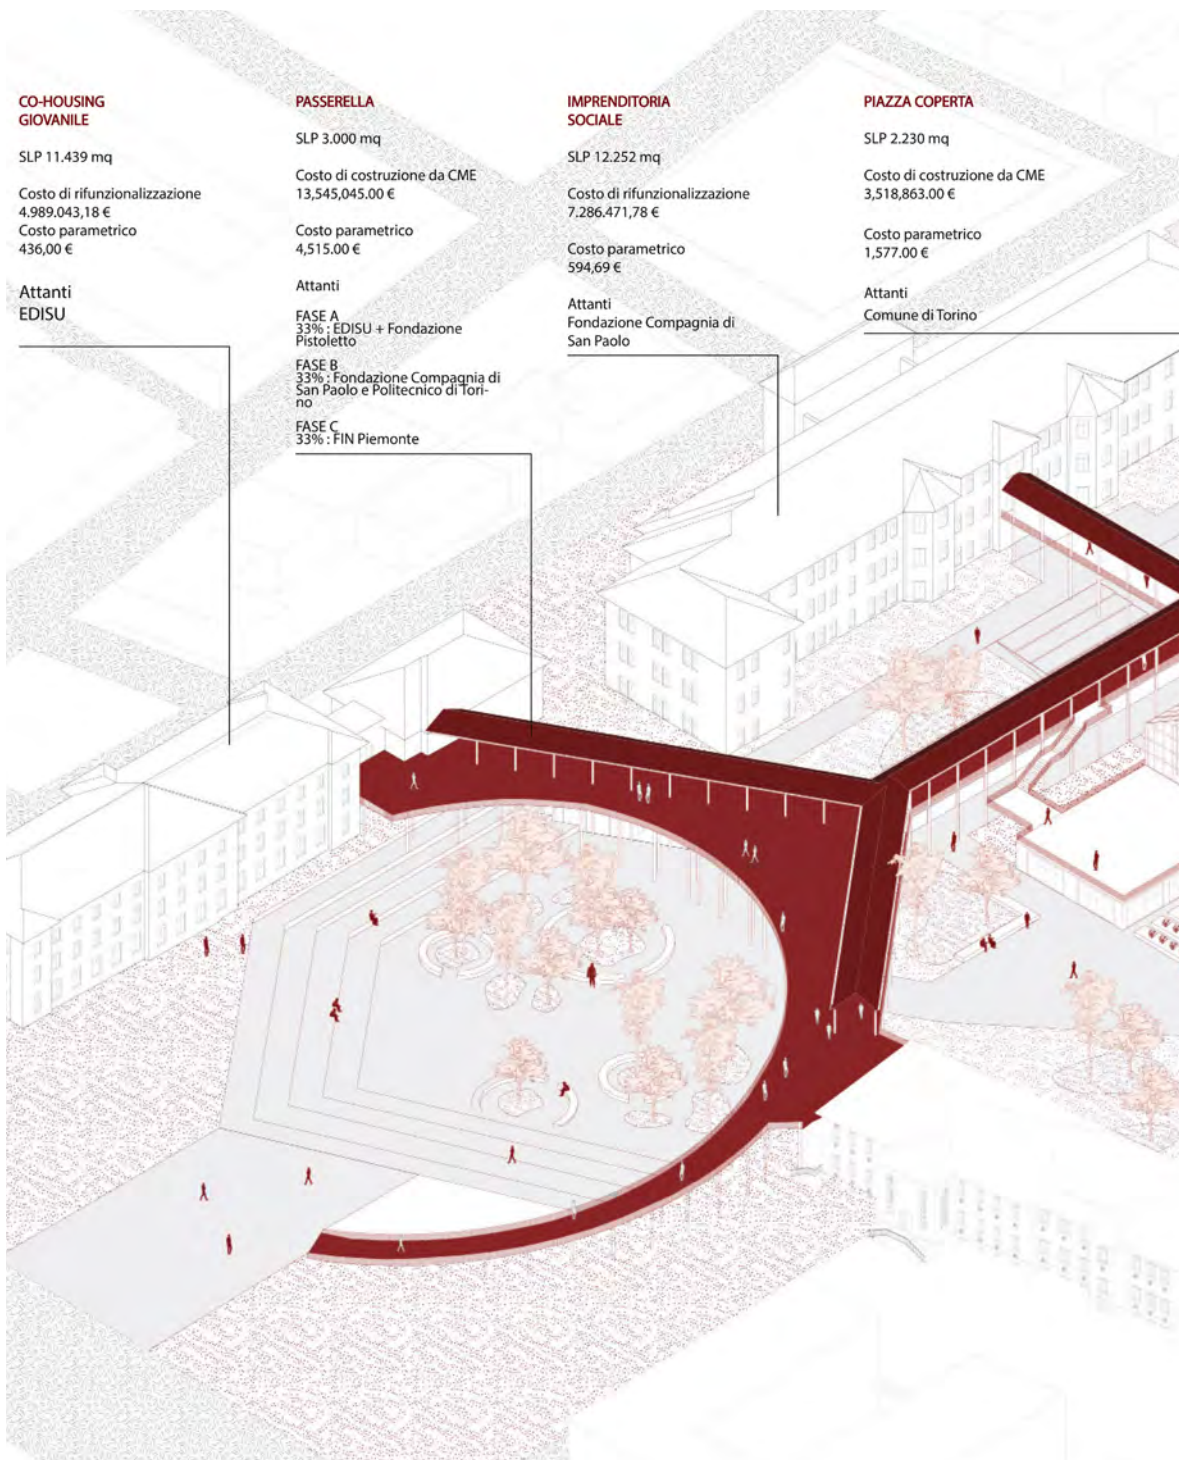 CO-HOUSING
GIOVANILE
SLP 11.439 mq
Costo di rifunzionalizzazione
4.989.043,18 €
Costo parametrico
436,00 €
Attanti
EDISU
PASSERELLA
SLP 3.000 mq
Costo di costruzione da CME
13,545,045.00 €
Costo parametrico
4,515.00 €
Attanti
FASE A
33% : EDISU + Fondazione
Pistoletto
FASE B
33% : Fondazione Compagnia di
San Paolo e Politecnico di Tori-
no
FASE C
33% : FIN Piemonte
IMPRENDITORIA
SOCIALE
SLP 12.252 mq
Costo di rifunzionalizzazione
7.286.471,78 €
Costo parametrico
594,69 €
Attanti
Fondazione Compagnia di
San Paolo
PIAZZA COPERTA
SLP 2.230 mq
Costo di costruzione da CME
3,518,863.00 €
Costo parametrico
1,577.00 €
Attanti
Comune di Torino